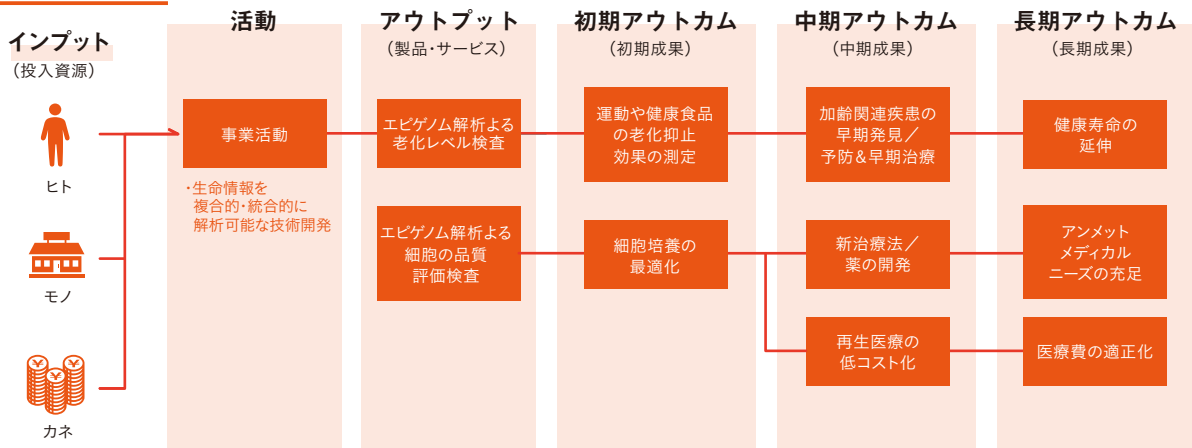 インプット
（投入資源）
ヒト
モノ
¥
¥
¥
カネ
活動
事業活動
・生命情報を
複合的・統合的に
解析可能な技術開発
アウトプット
（製品・サービス）
エピゲノム解析よる
老化レベル検査
エピゲノム解析よる
細胞の品質
評価検査
初期アウトカム
（初期成果）
運動や健康食品
の老化抑止
効果の測定
細胞培養の
最適化
中期アウトカム
（中期成果）
加齢関連疾患の
早期発見／
予防&早期治療
新治療法／
薬の開発
再生医療の
低コスト化
長期アウトカム
（長期成果）
健康寿命の
延伸
アンメット
メディカル
ニーズの充足
医療費の適正化